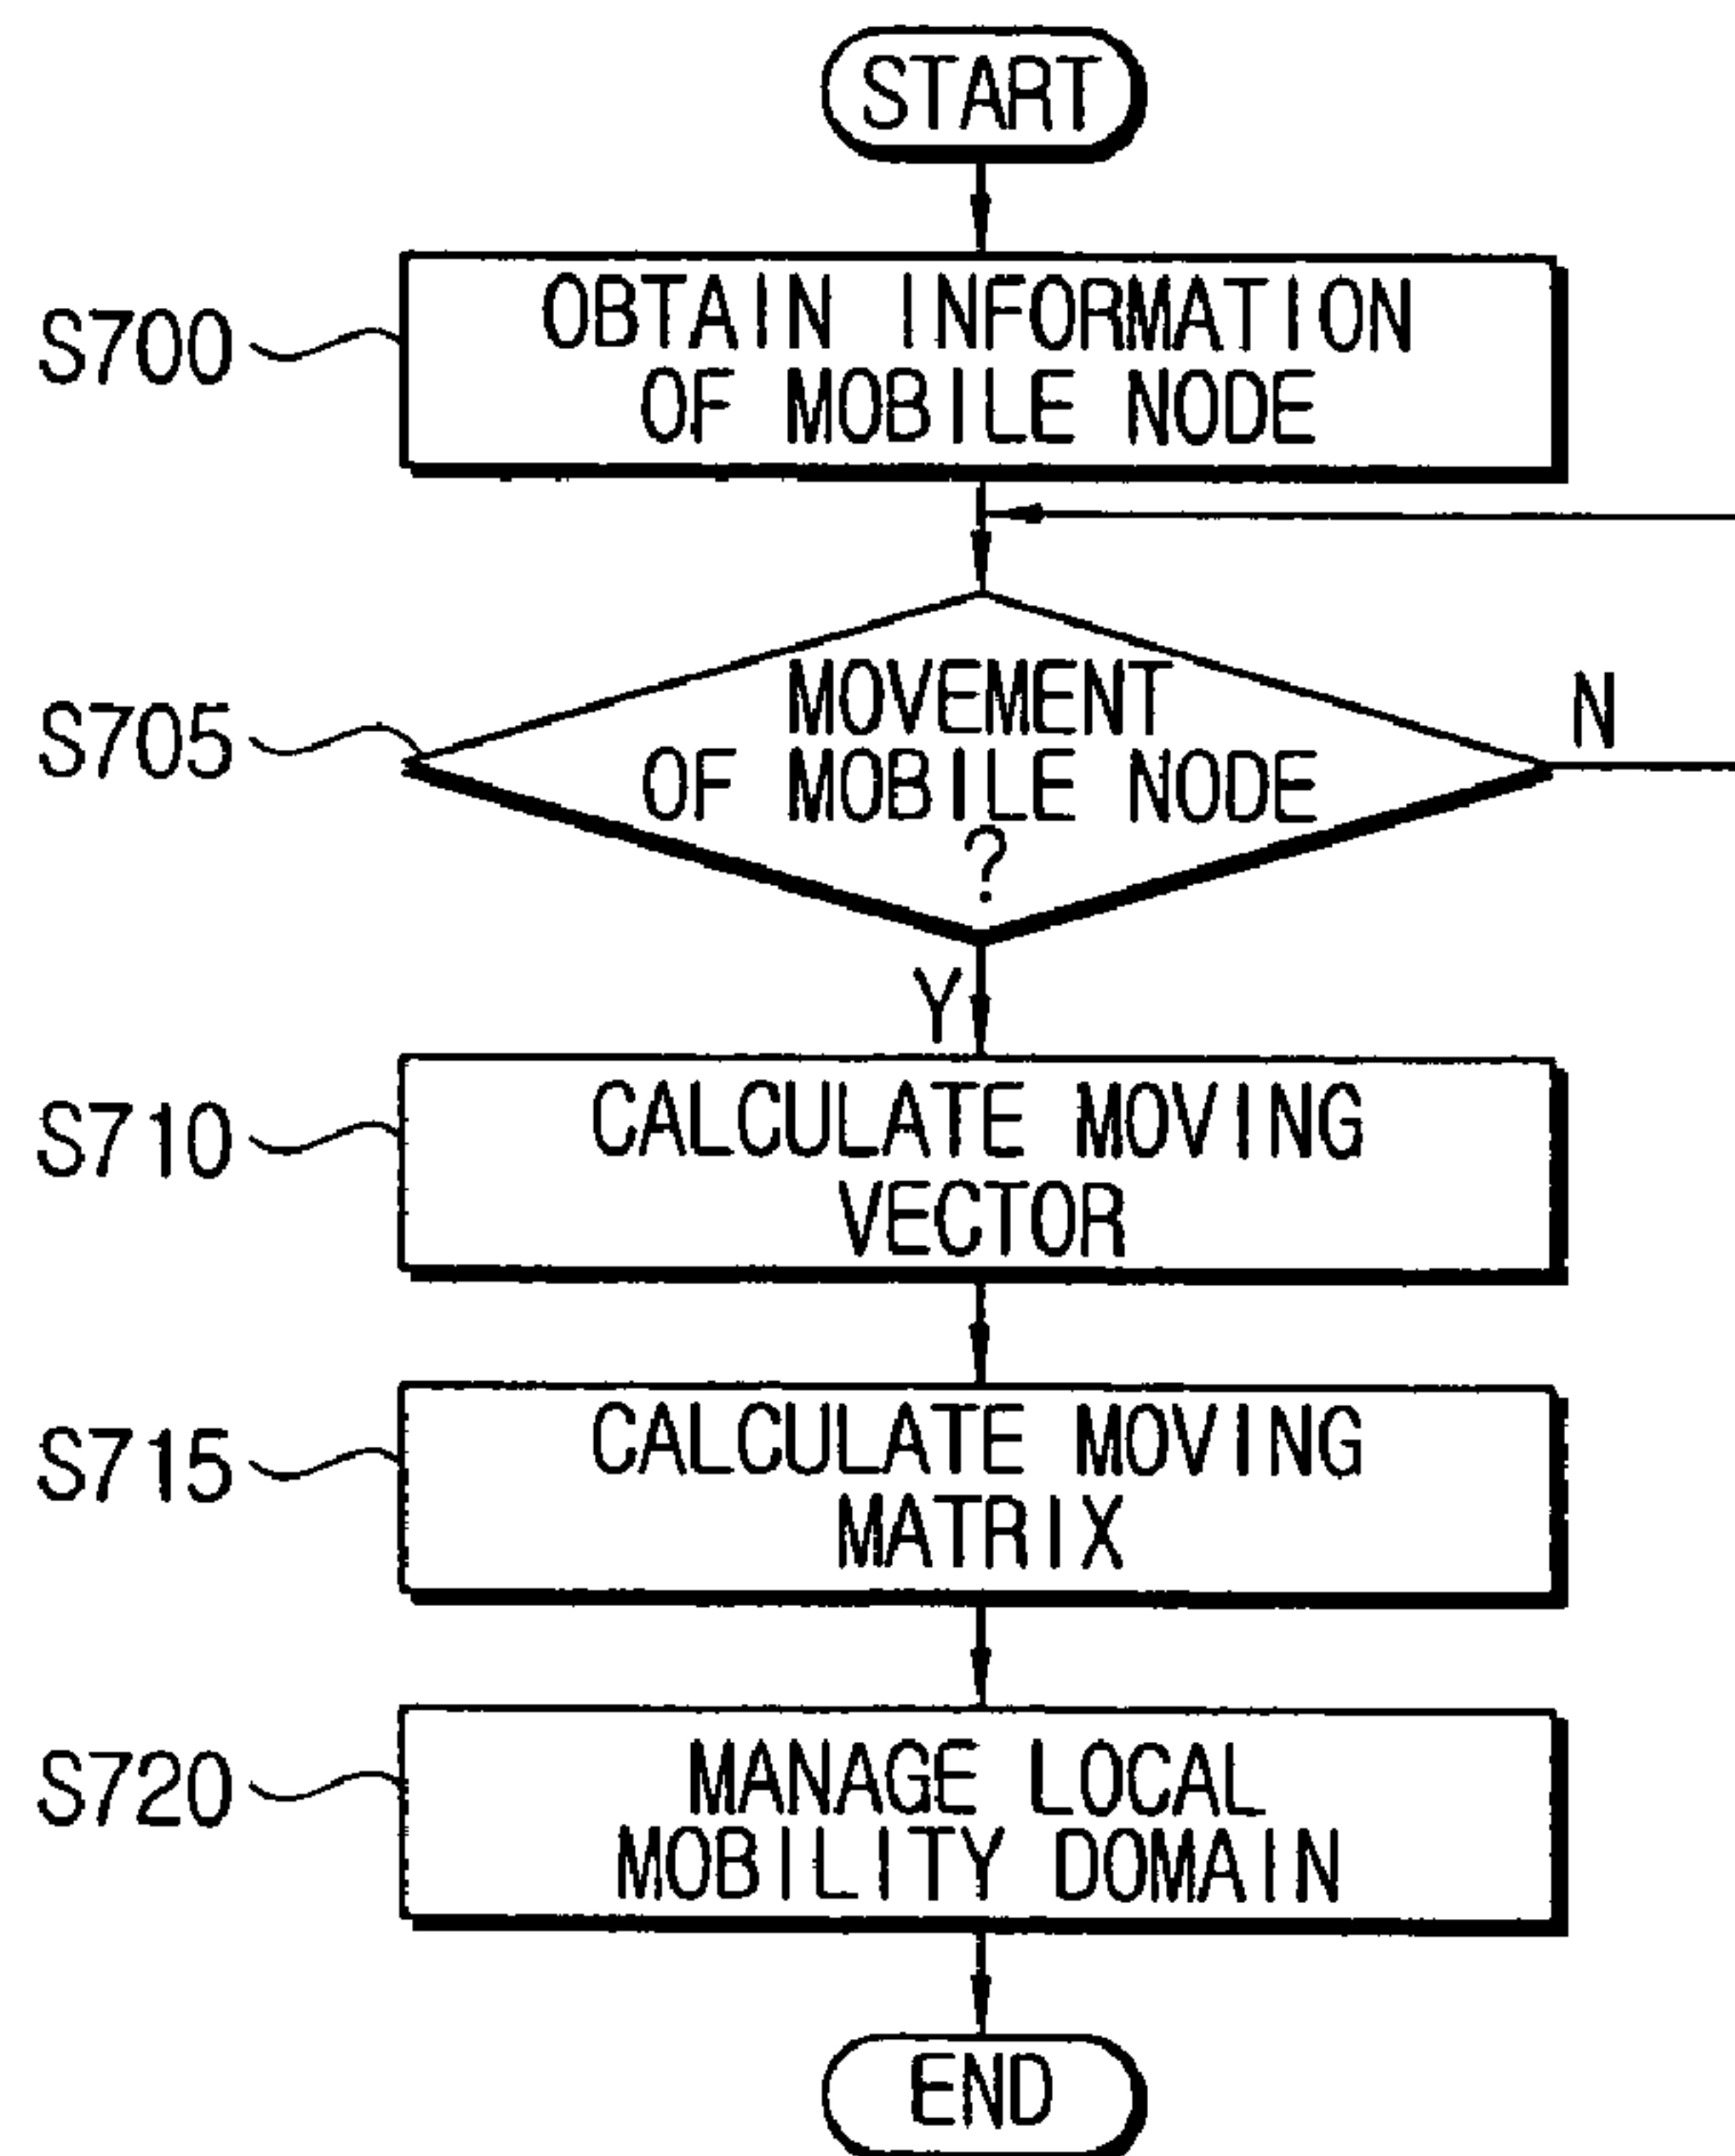 START
S700
OBTAIN INFORMATION
OF MOBILE NODE
S705
MOVEMENT
OF MOBILE NODE
?
N
Y
S710
CALCULATE MOVING
VECTOR
S715
CALCULATE MOVING
MATRIX
S720
MANAGE LOCAL
MOBILITY DOMAIN
END